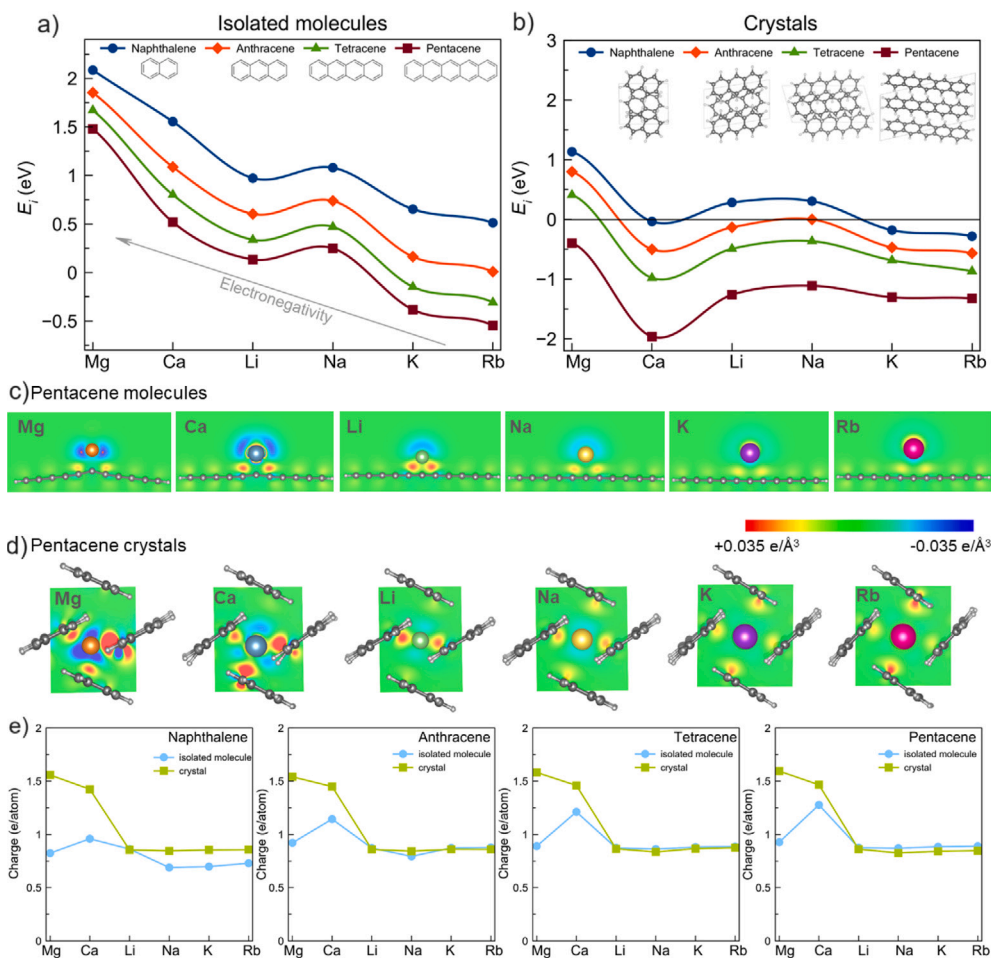 a) Isolated molecules
Naphthalene Anthracene Tetracene Pentacene
2
1.5
1
0.5
0
−0.5
E_i (eV)
Electronegativity
Mg Ca Li Na K Rb
b) Crystals
Naphthalene Anthracene Tetracene Pentacene
3
2
1
0
−1
−2
E_i (eV)
Mg Ca Li Na K Rb
c) Pentacene molecules
Mg Ca Li Na K Rb
+0.035 e/Å³ -0.035 e/Å³
d) Pentacene crystals
Mg Ca Li Na K Rb
e)
Naphthalene
isolated molecule
crystal
2
1.5
1
0.5
0
Charge (e/atom)
Mg Ca Li Na K Rb
Anthracene
isolated molecule
crystal
2
1.5
1
0.5
0
Charge (e/atom)
Mg Ca Li Na K Rb
Tetracene
isolated molecule
crystal
2
1.5
1
0.5
0
Charge (e/atom)
Mg Ca Li Na K Rb
Pentacene
isolated molecule
crystal
2
1.5
1
0.5
0
Charge (e/atom)
Mg Ca Li Na K Rb